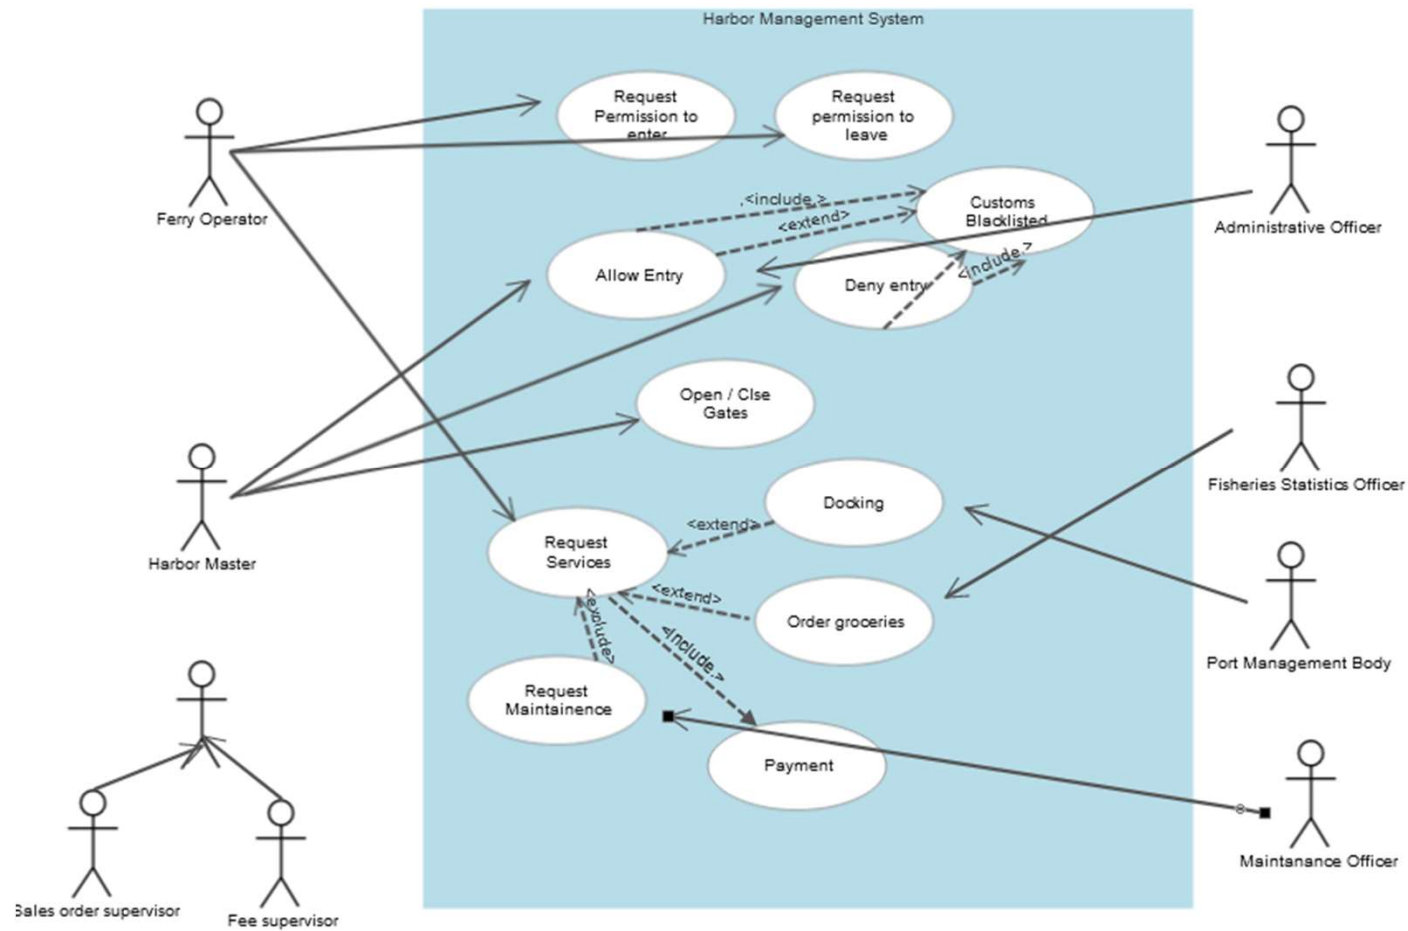 Harbor Management System
Request
Permission to
enter
Request
permission to
leave
Ferry Operator
Administrative Officer
.<include.>
<extend>
Customs
Blacklisted
Allow Entry
Deny entry
<include.>
Open / Clse
Gates
Harbor Master
Fisheries Statistics Officer
Docking
<extend>
Request
Services
<extend>
Order groceries
<exclude>
<Include.>
Port Management Body
Request
Maintainence
Payment
Maintanance Officer
Sales order supervisor
Fee supervisor